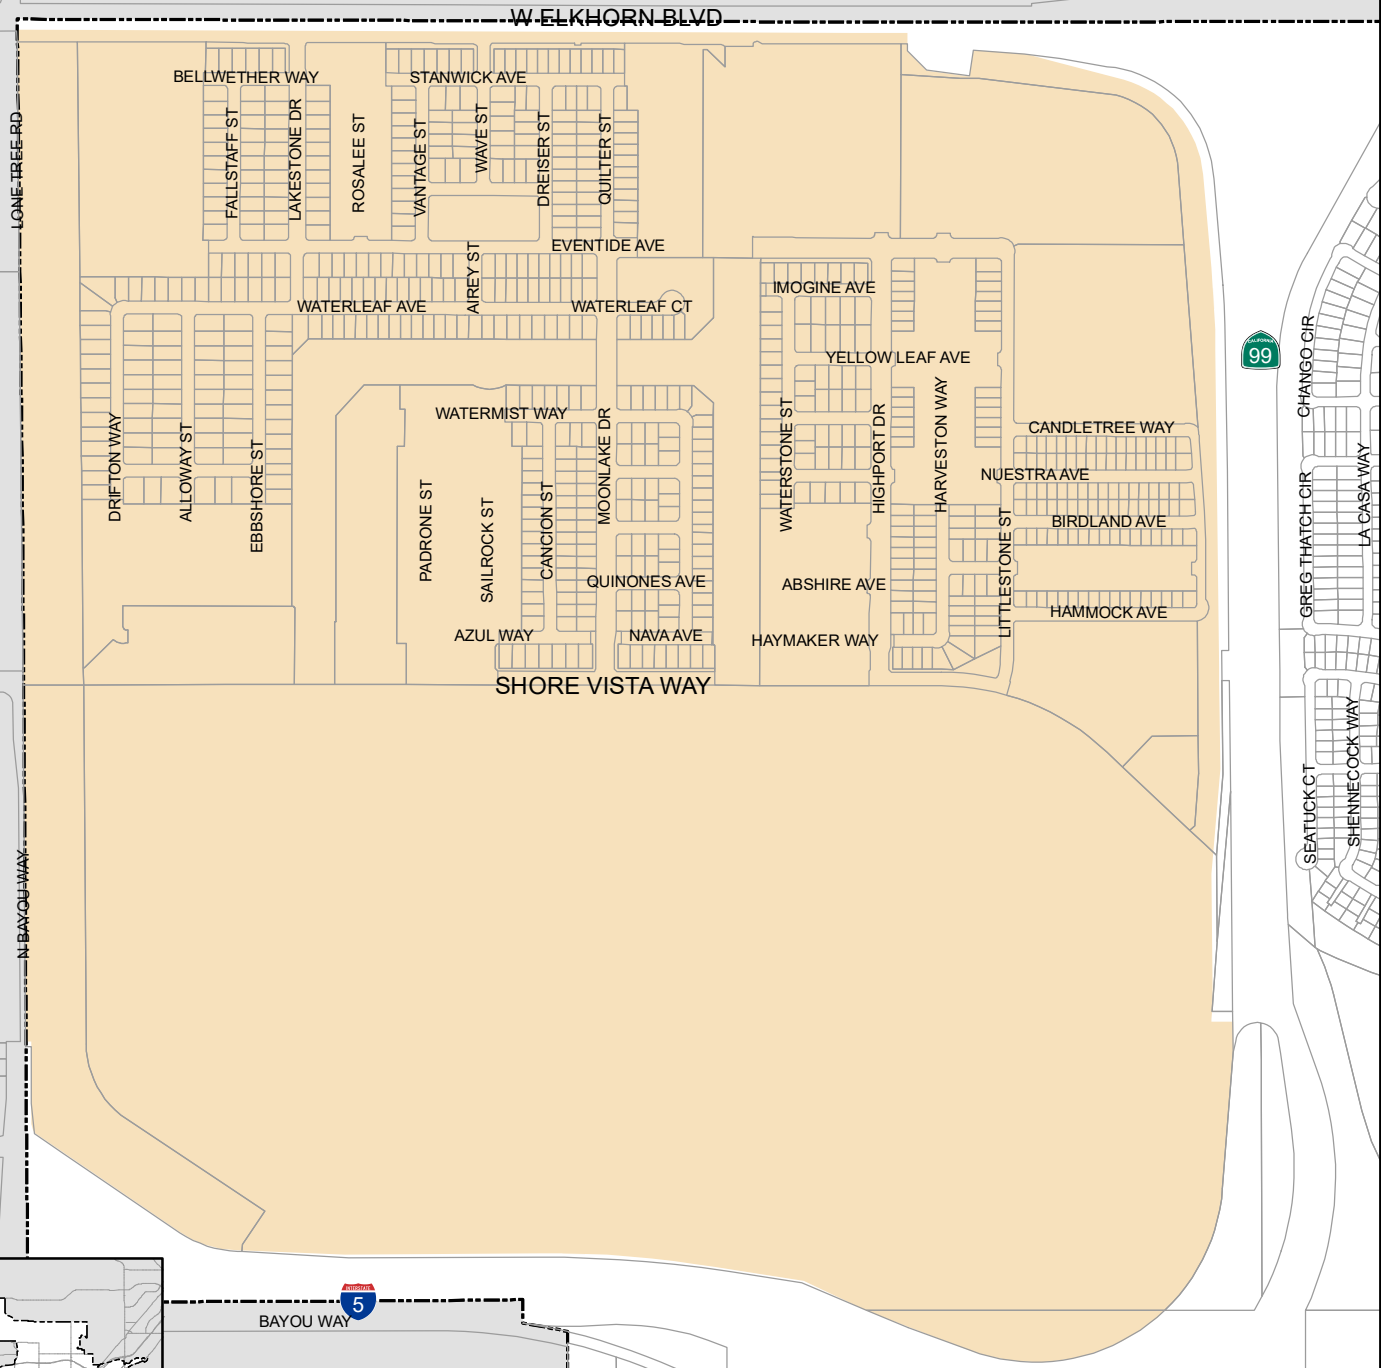 W ELKHORN BLVD
BELLWETHER WAY
STANWICK AVE
LONE TREE RD
FALLSTAFF ST
LAKESTONE DR
ROSALEE ST
VANTAGE ST
WAVE ST
DREISER ST
QUILTER ST
EVENTIDE AVE
AIREY ST
IMOGINE AVE
WATERLEAF AVE
WATERLEAF CT
YELLOW LEAF AVE
CALIFORNIA
99
CHANGO CIR
WATERMIST WAY
CANDLETREE WAY
DRIFTON WAY
ALLOWAY ST
EBBSHORE ST
PADRONE ST
SAILROCK ST
CANCION ST
MOONLAKE DR
WATERSTONE ST
HIGHPORT DR
HARVESTON WAY
NUESTRA AVE
LA CASA WAY
BIRDLAND AVE
GREG THATCH CIR
LITTLESTONE ST
QUINONES AVE
ABSHIRE AVE
HAMMOCK AVE
AZUL WAY
NAVA AVE
HAYMAKER WAY
SHORE VISTA WAY
SHENNECOCK WAY
SEATUCK CT
N BAYOU WAY
INTERSTATE
5
BAYOU WAY